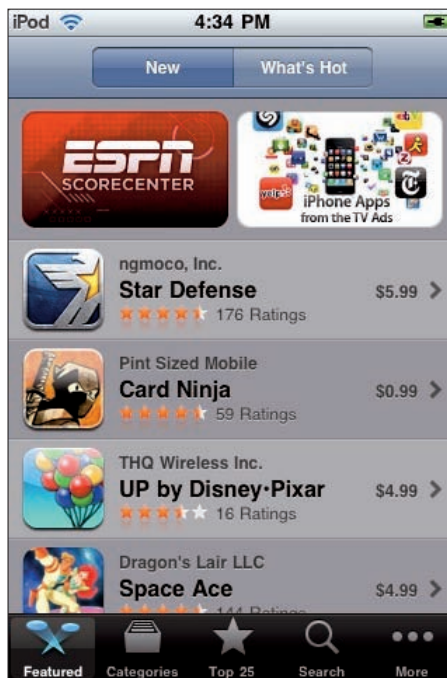 iPod 4:34 PM
New What's Hot
ESPN
SCORECENTER
yelp
iPhone Apps
from the TV Ads
ngmoco, Inc.
Star Defense $5.99
176 Ratings
Pint Sized Mobile
Card Ninja $0.99
59 Ratings
THQ Wireless Inc.
UP by Disney•Pixar $4.99
16 Ratings
Dragon's Lair LLC
Space Ace $4.99
144 Ratings
Featured Categories Top 25 Search More